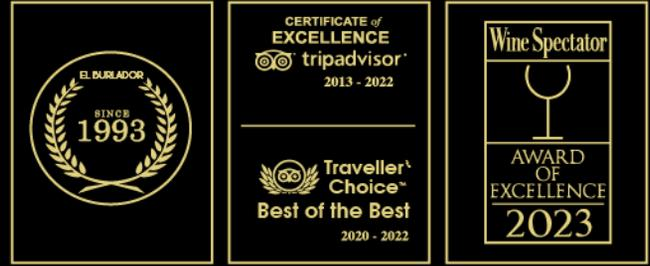 EL BURLADOR
SINCE
1993
CERTIFICATE of
EXCELLENCE
tripadvisor®
2013 - 2022
Traveller's
Choice™
Best of the Best
2020 - 2022
Wine Spectator
AWARD
OF
EXCELLENCE
2023